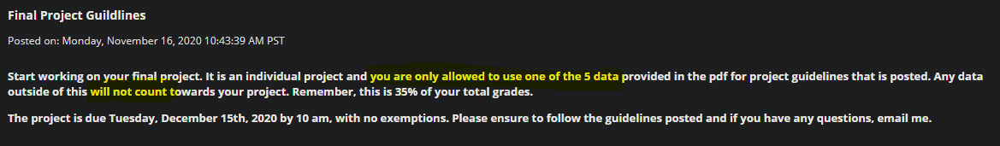 Final Project Guildlines
Posted on: Monday, November 16, 2020 10:43:39 AM PST
Start working on your final project. It is an individual project and you are only allowed to use one of the 5 data provided in the pdf for project guidelines that is posted. Any data
outside of this will not count towards your project. Remember, this is 35% of your total grades.
The project is due Tuesday, December 15th, 2020 by 10 am, with no exemptions. Please ensure to follow the guidelines posted and if you have any questions, email me.